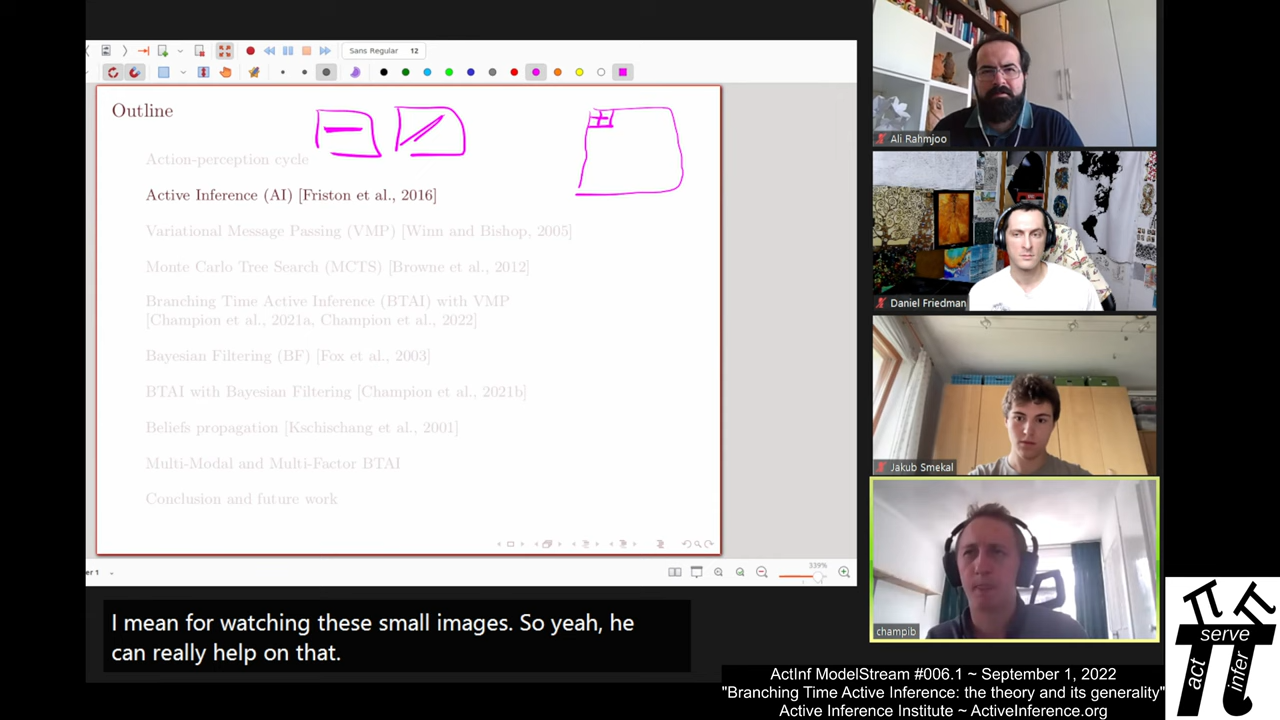 Sans Regular 12
Outline
Action-perception cycle
Active Inference (AI) [Friston et al., 2016]
Variational Message Passing (VMP) [Winn and Bishop, 2005]
Monte Carlo Tree Search (MCTS) [Browne et al., 2012]
Branching Time Active Inference (BTAI) with VMP
[Champion et al., 2021a, Champion et al., 2022]
Bayesian Filtering (BF) [Fox et al., 2003]
BTAI with Bayesian Filtering [Champion et al., 2021b]
Beliefs propagation [Kschischang et al., 2001]
Multi-Modal and Multi-Factor BTAI
Conclusion and future work
er 1
339%
I mean for watching these small images. So yeah, he
can really help on that.
Ali Rahmjoo
Daniel Friedman
Jakub Smekal
champib
ActInf ModelStream #006.1 ~ September 1, 2022
"Branching Time Active Inference: the theory and its generality"
Active Inference Institute ~ ActiveInference.org
serve
act
infer